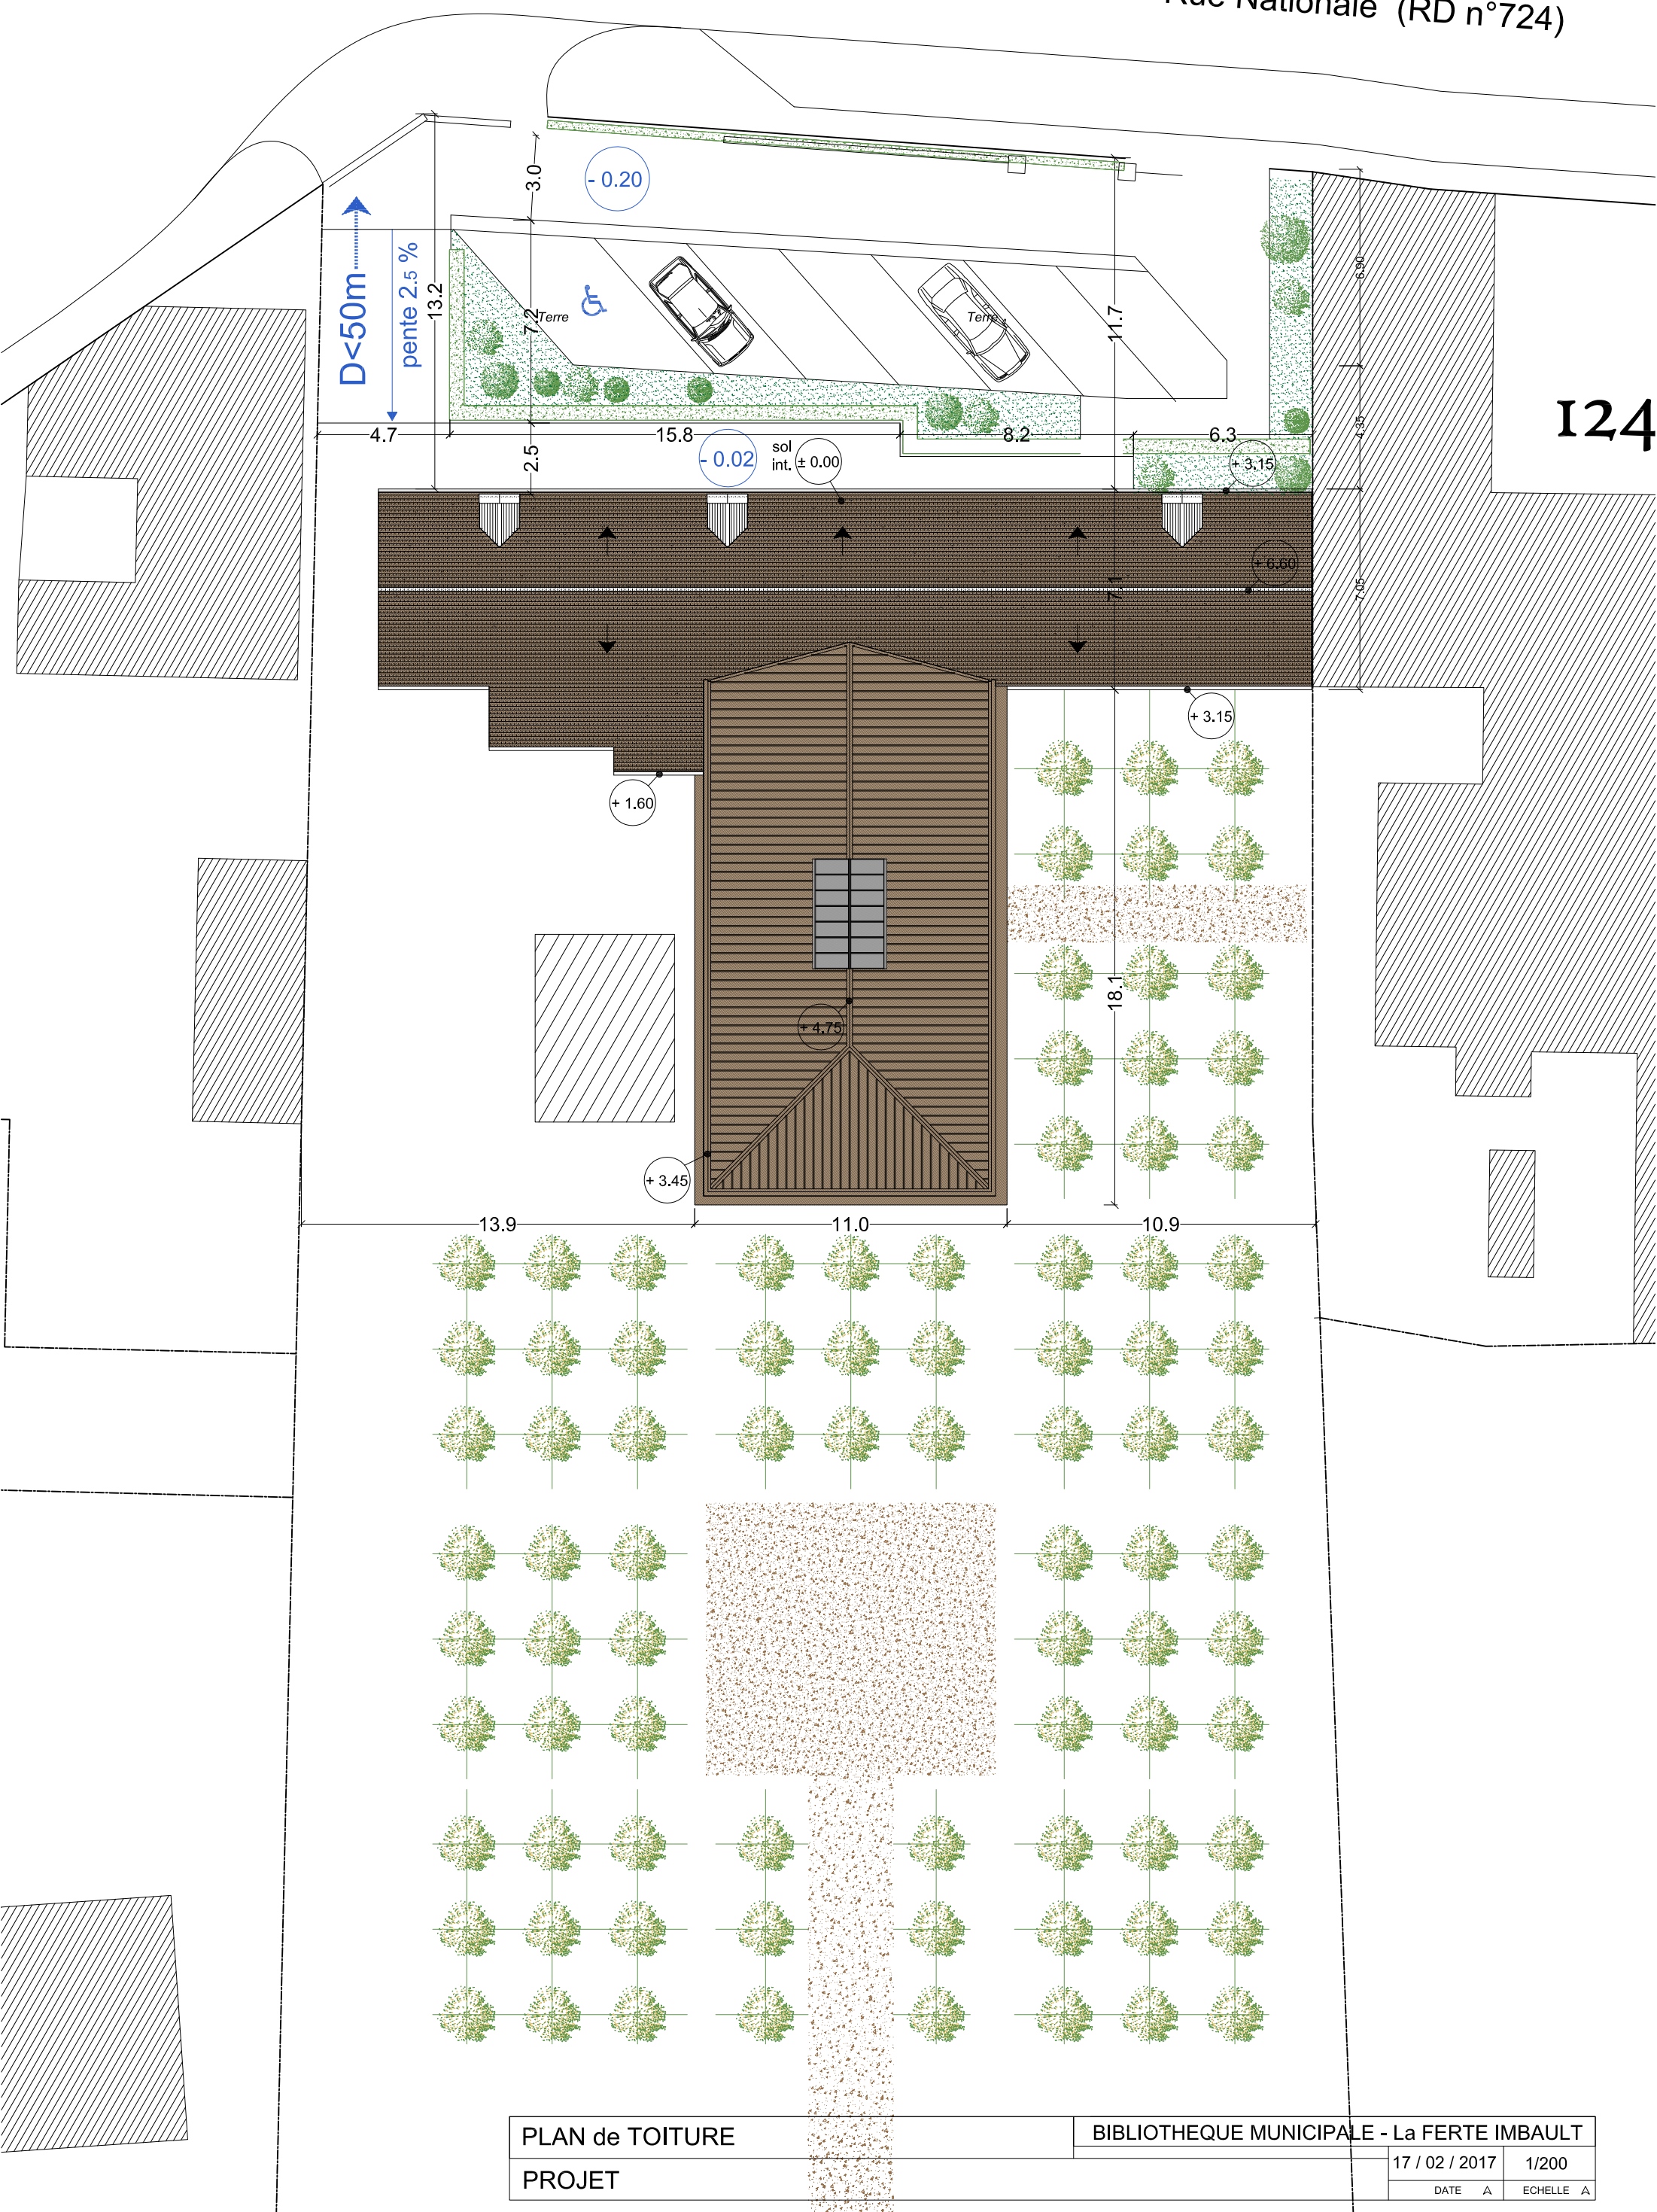 Rue Nationale (RD n°724)
- 0.20
3.0
D<50m
pente 2.5 %
13.2
7.2
Terre
Terre
11.7
6.90
4.35
124
4.7
15.8
8.2
6.3
2.5
- 0.02
sol
int.
± 0.00
+ 3.15
+ 6.60
7.1
7.05
+ 3.15
+ 1.60
18.1
+ 4.75
+ 3.45
13.9
11.0
10.9
PLAN de TOITURE
BIBLIOTHEQUE MUNICIPALE - La FERTE IMBAULT
PROJET
17 / 02 / 2017
1/200
DATE A
ECHELLE A